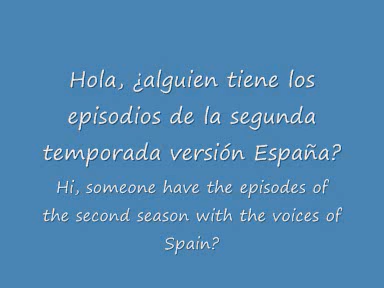 Hola, ¿alguien tiene los
episodios de la segunda
temporada versión España?
Hi, someone have the episodes of
the second season with the voices of
Spain?